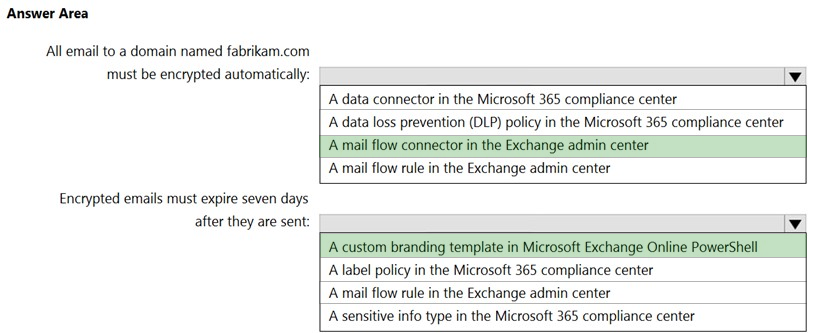 Answer Area
All email to a domain named fabrikam.com
must be encrypted automatically:
A data connector in the Microsoft 365 compliance center
A data loss prevention (DLP) policy in the Microsoft 365 compliance center
A mail flow connector in the Exchange admin center
A mail flow rule in the Exchange admin center
Encrypted emails must expire seven days
after they are sent:
A custom branding template in Microsoft Exchange Online PowerShell
A label policy in the Microsoft 365 compliance center
A mail flow rule in the Exchange admin center
A sensitive info type in the Microsoft 365 compliance center